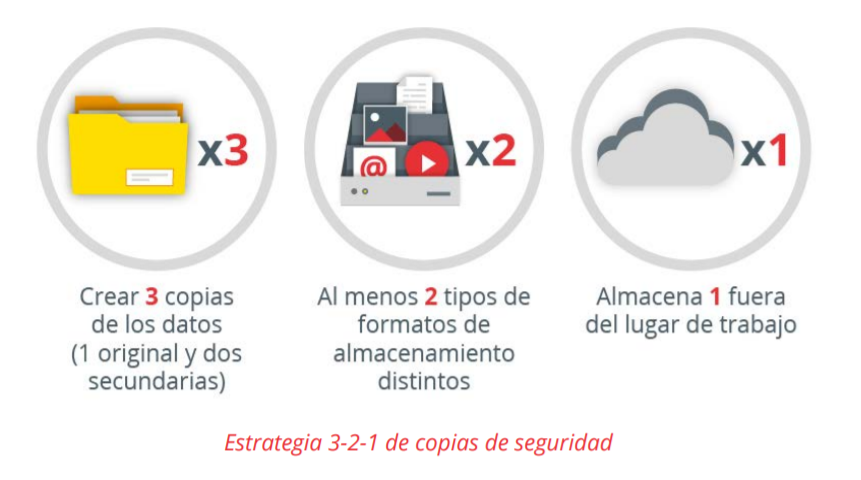 x3
x2
x1
@
Crear 3 copias
de los datos
(1 original y dos
secundarias)
Al menos 2 tipos de
formatos de
almacenamiento
distintos
Almacena 1 fuera
del lugar de trabajo
Estrategia 3-2-1 de copias de seguridad